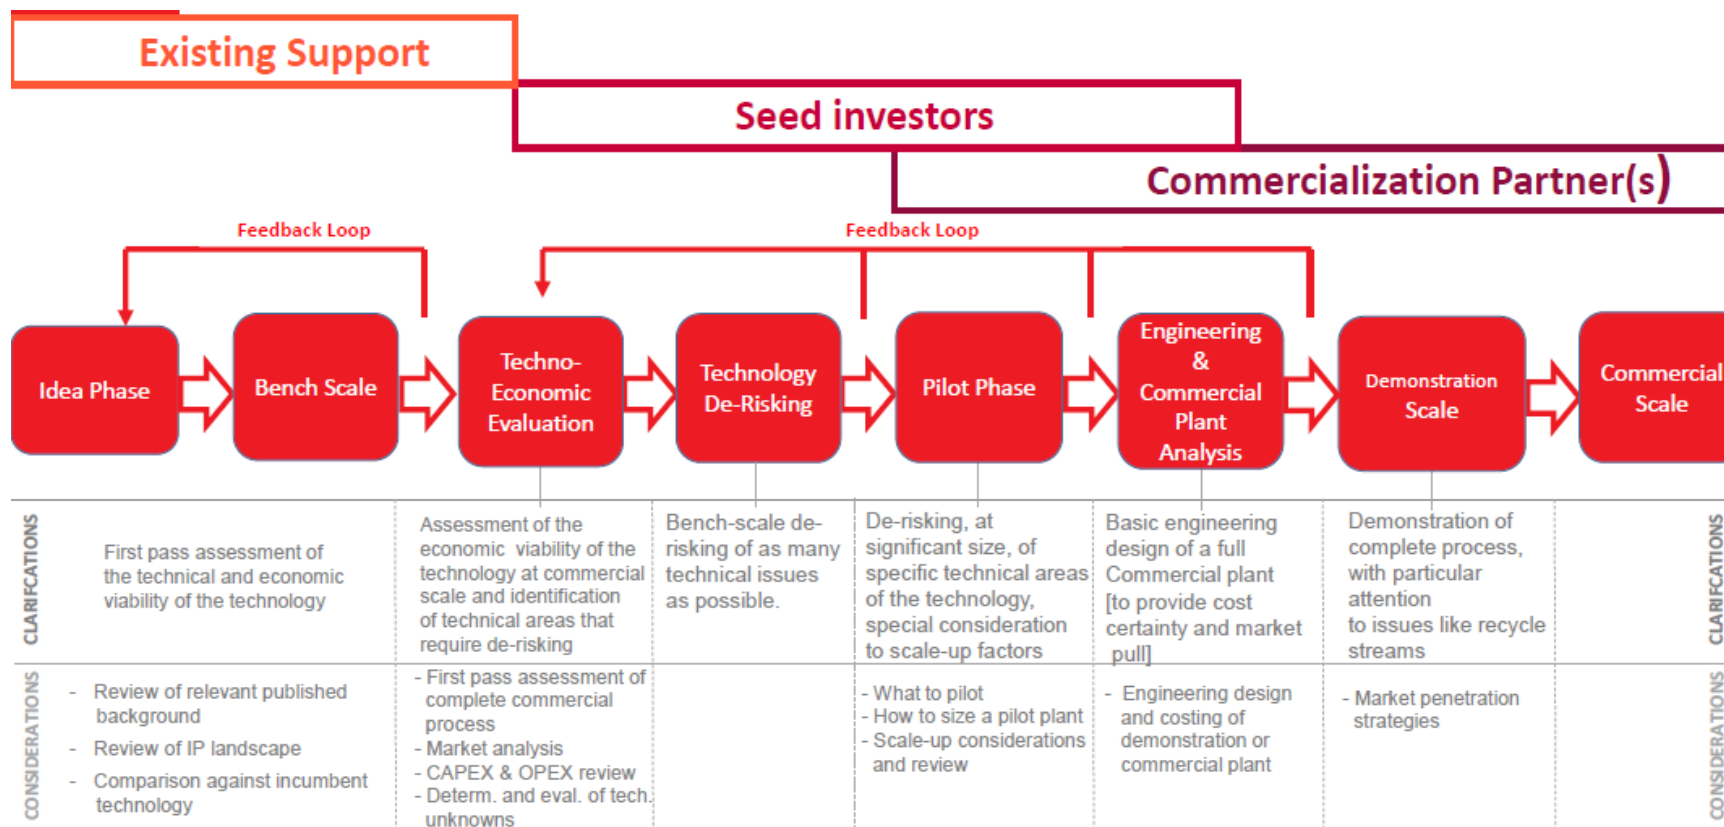 Existing Support
Seed investors
Commercialization Partner(s)
Feedback Loop
Feedback Loop
Idea Phase
Bench Scale
Techno-
Economic
Evaluation
Technology
De-Risking
Pilot Phase
Engineering
&
Commercial
Plant
Analysis
Demonstration
Scale
Commercial
Scale
CLARIFCATIONS
First pass assessment of
the technical and economic
viability of the technology
Assessment of the
economic viability of the
technology at commercial
scale and identification
of technical areas that
require de-risking
Bench-scale de-
risking of as many
technical issues
as possible.
De-risking, at
significant size, of
specific technical areas
of the technology,
special consideration
to scale-up factors
Basic engineering
design of a full
Commercial plant
[to provide cost
certainty and market
pull]
Demonstration of
complete process,
with particular
attention
to issues like recycle
streams
CLARIFCATIONS
CONSIDERATIONS
- Review of relevant published
background
- Review of IP landscape
- Comparison against incumbent
technology
- First pass assessment of
complete commercial
process
- Market analysis
- CAPEX & OPEX review
- Determ. and eval. of tech.
unknowns
- What to pilot
- How to size a pilot plant
- Scale-up considerations
and review
- Engineering design
and costing of
demonstration or
commercial plant
- Market penetration
strategies
CONSIDERATIONS